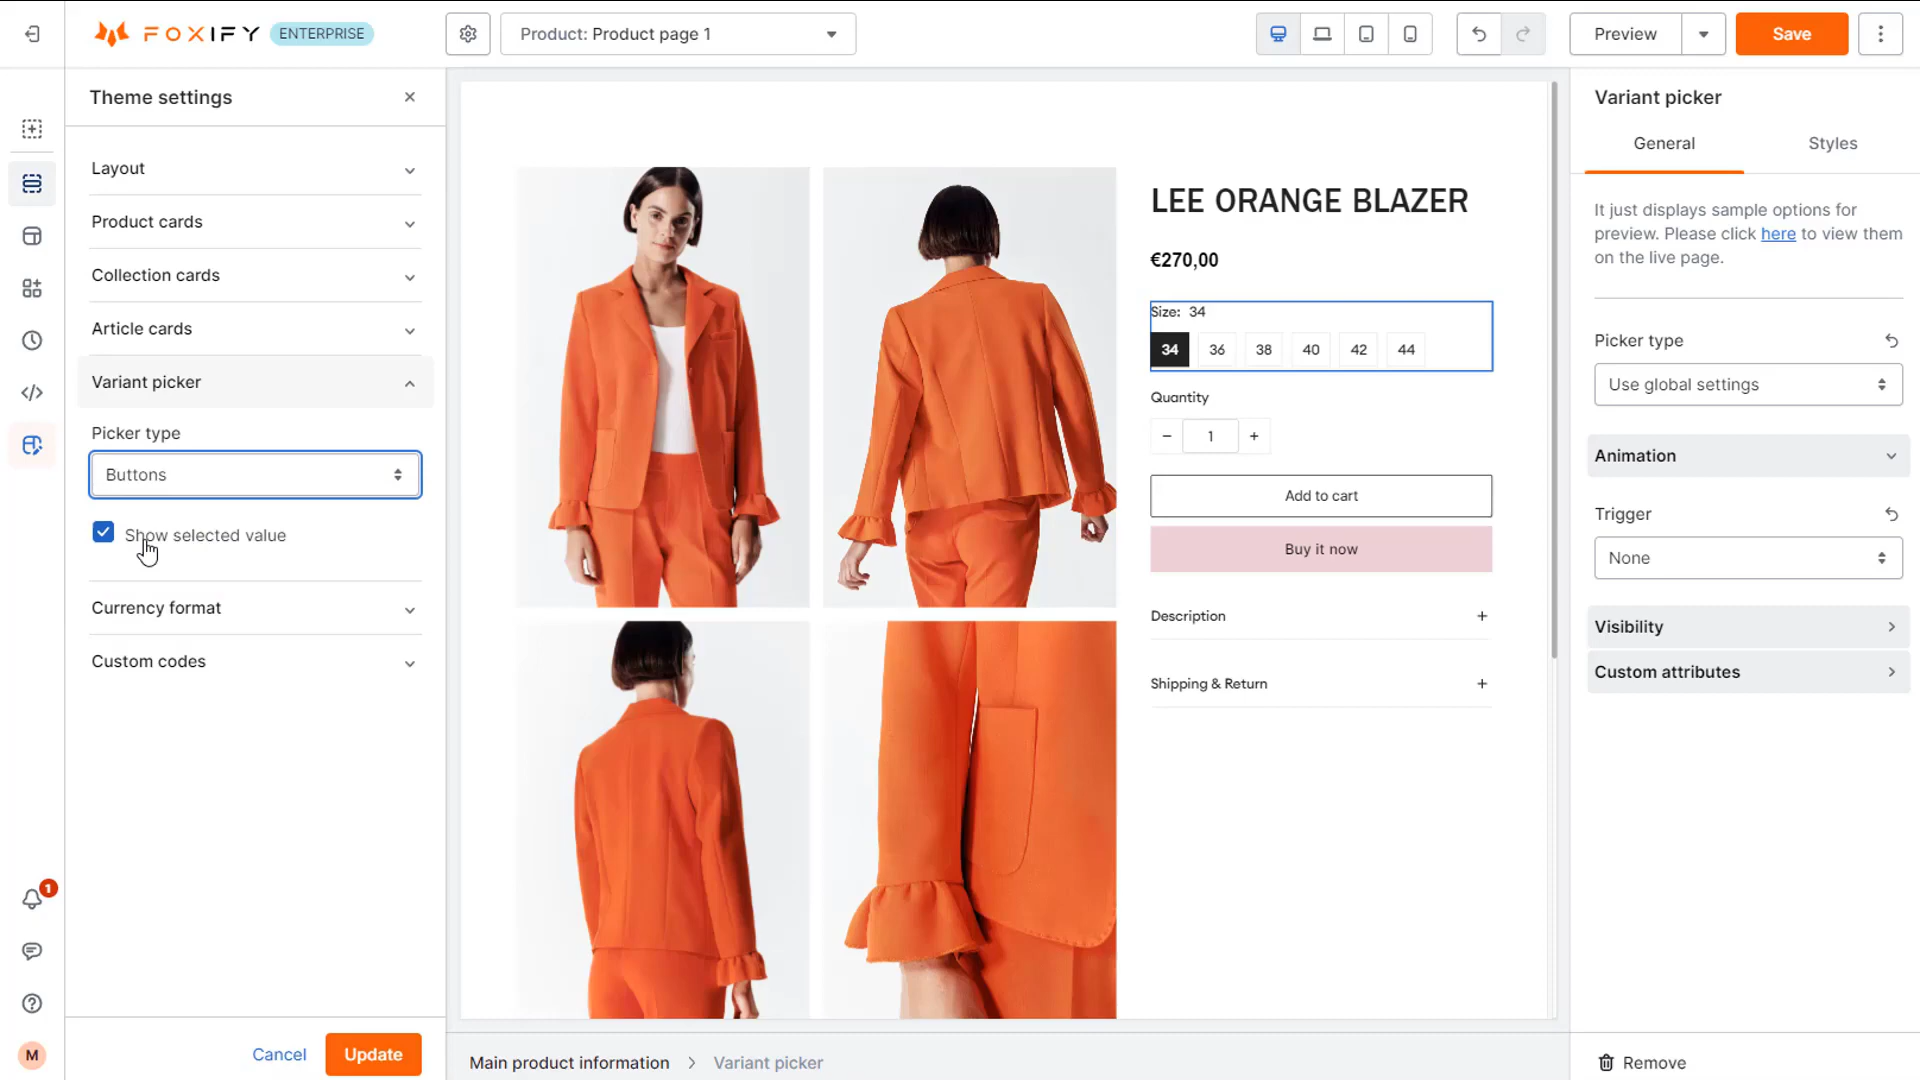 FOXIFY ENTERPRISE
Product: Product page 1
Preview
Save
Theme settings
Layout
Product cards
Collection cards
Article cards
Variant picker
Picker type
Buttons
Show selected value
Currency format
Custom codes
1
M
Cancel
Update
LEE ORANGE BLAZER
€270,00
Size: 34
34 36 38 40 42 44
Quantity
− 1 +
Add to cart
Buy it now
Description +
Shipping & Return +
Main product information > Variant picker
Variant picker
General Styles
It just displays sample options for
preview. Please click here to view them
on the live page.
Picker type
Use global settings
Animation
Trigger
None
Visibility
Custom attributes
Remove